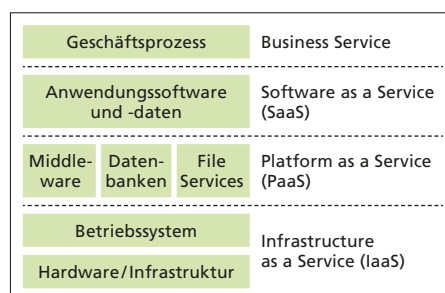 Geschäftsprozess
Business Service
Anwendungssoftware
und -daten
Software as a Service
(SaaS)
Middle-
ware
Daten-
banken
File
Services
Platform as a Service
(PaaS)
Betriebssystem
Hardware/Infrastruktur
Infrastructure
as a Service (IaaS)